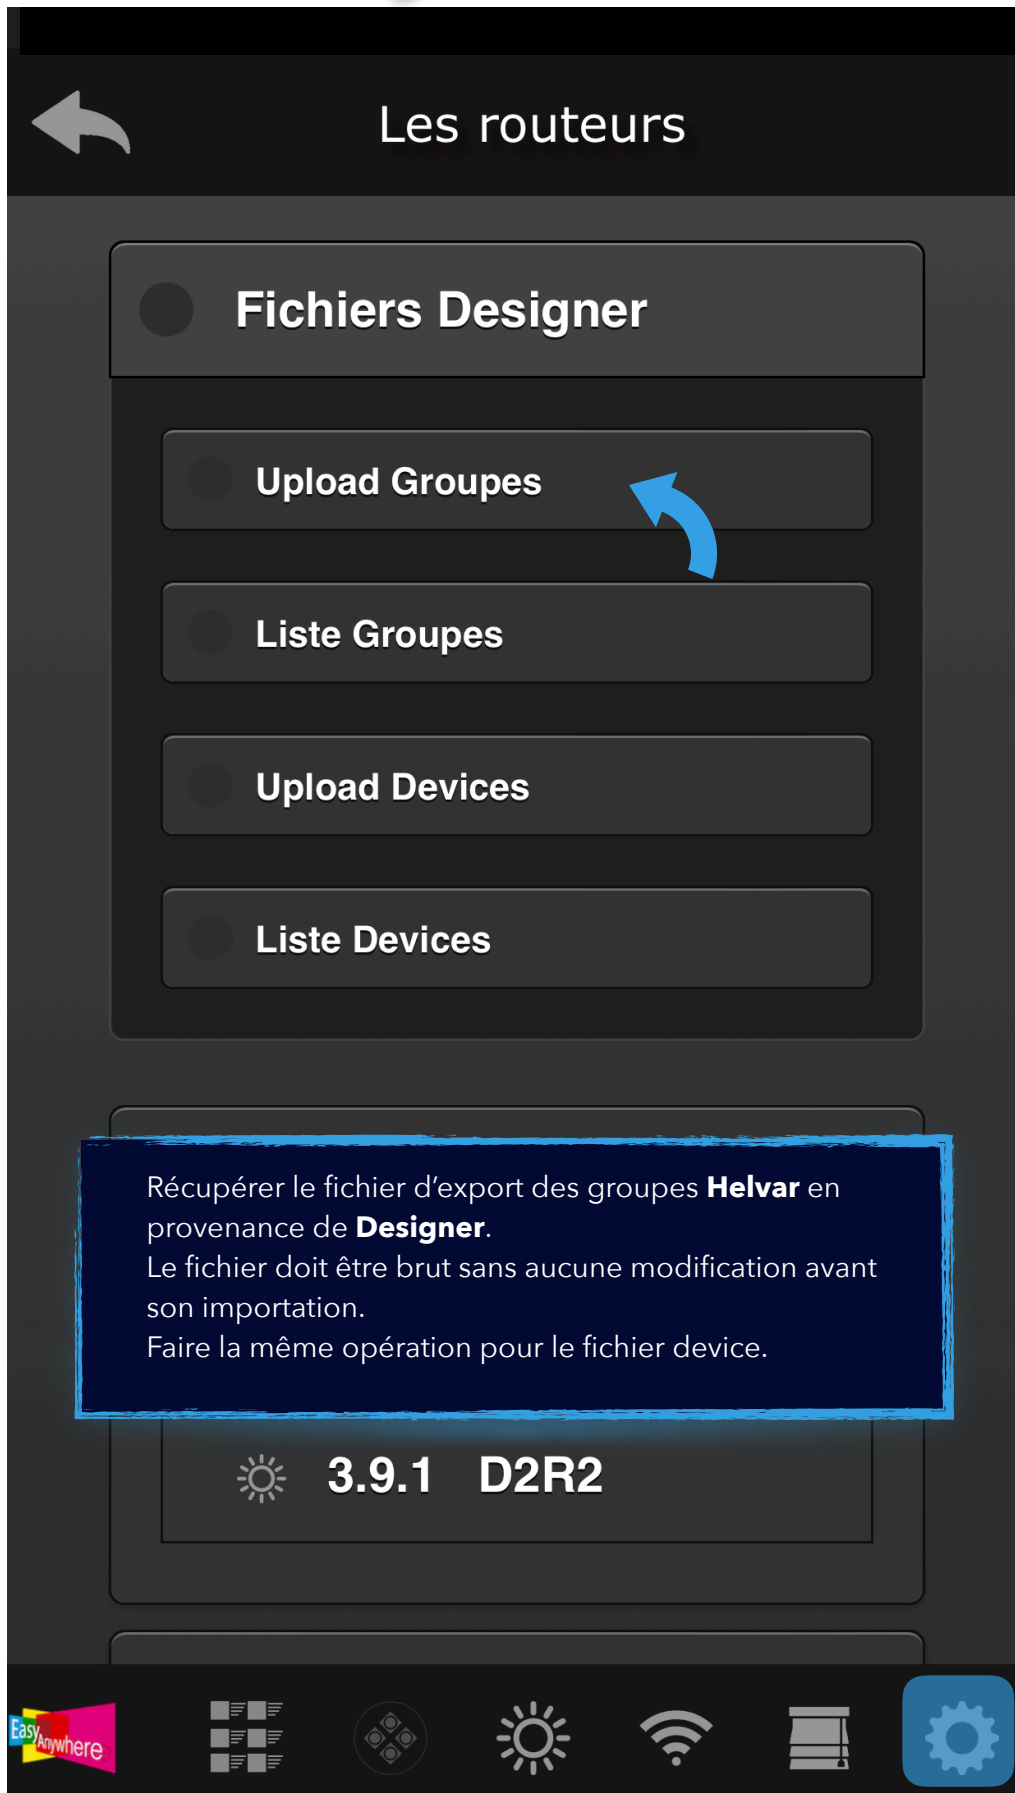 Les routeurs
Fichiers Designer
Upload Groupes
Liste Groupes
Upload Devices
Liste Devices
Récupérer le fichier d’export des groupes Helvar en
provenance de Designer.
Le fichier doit être brut sans aucune modification avant
son importation.
Faire la même opération pour le fichier device.
3.9.1 D2R2
Easy Anywhere